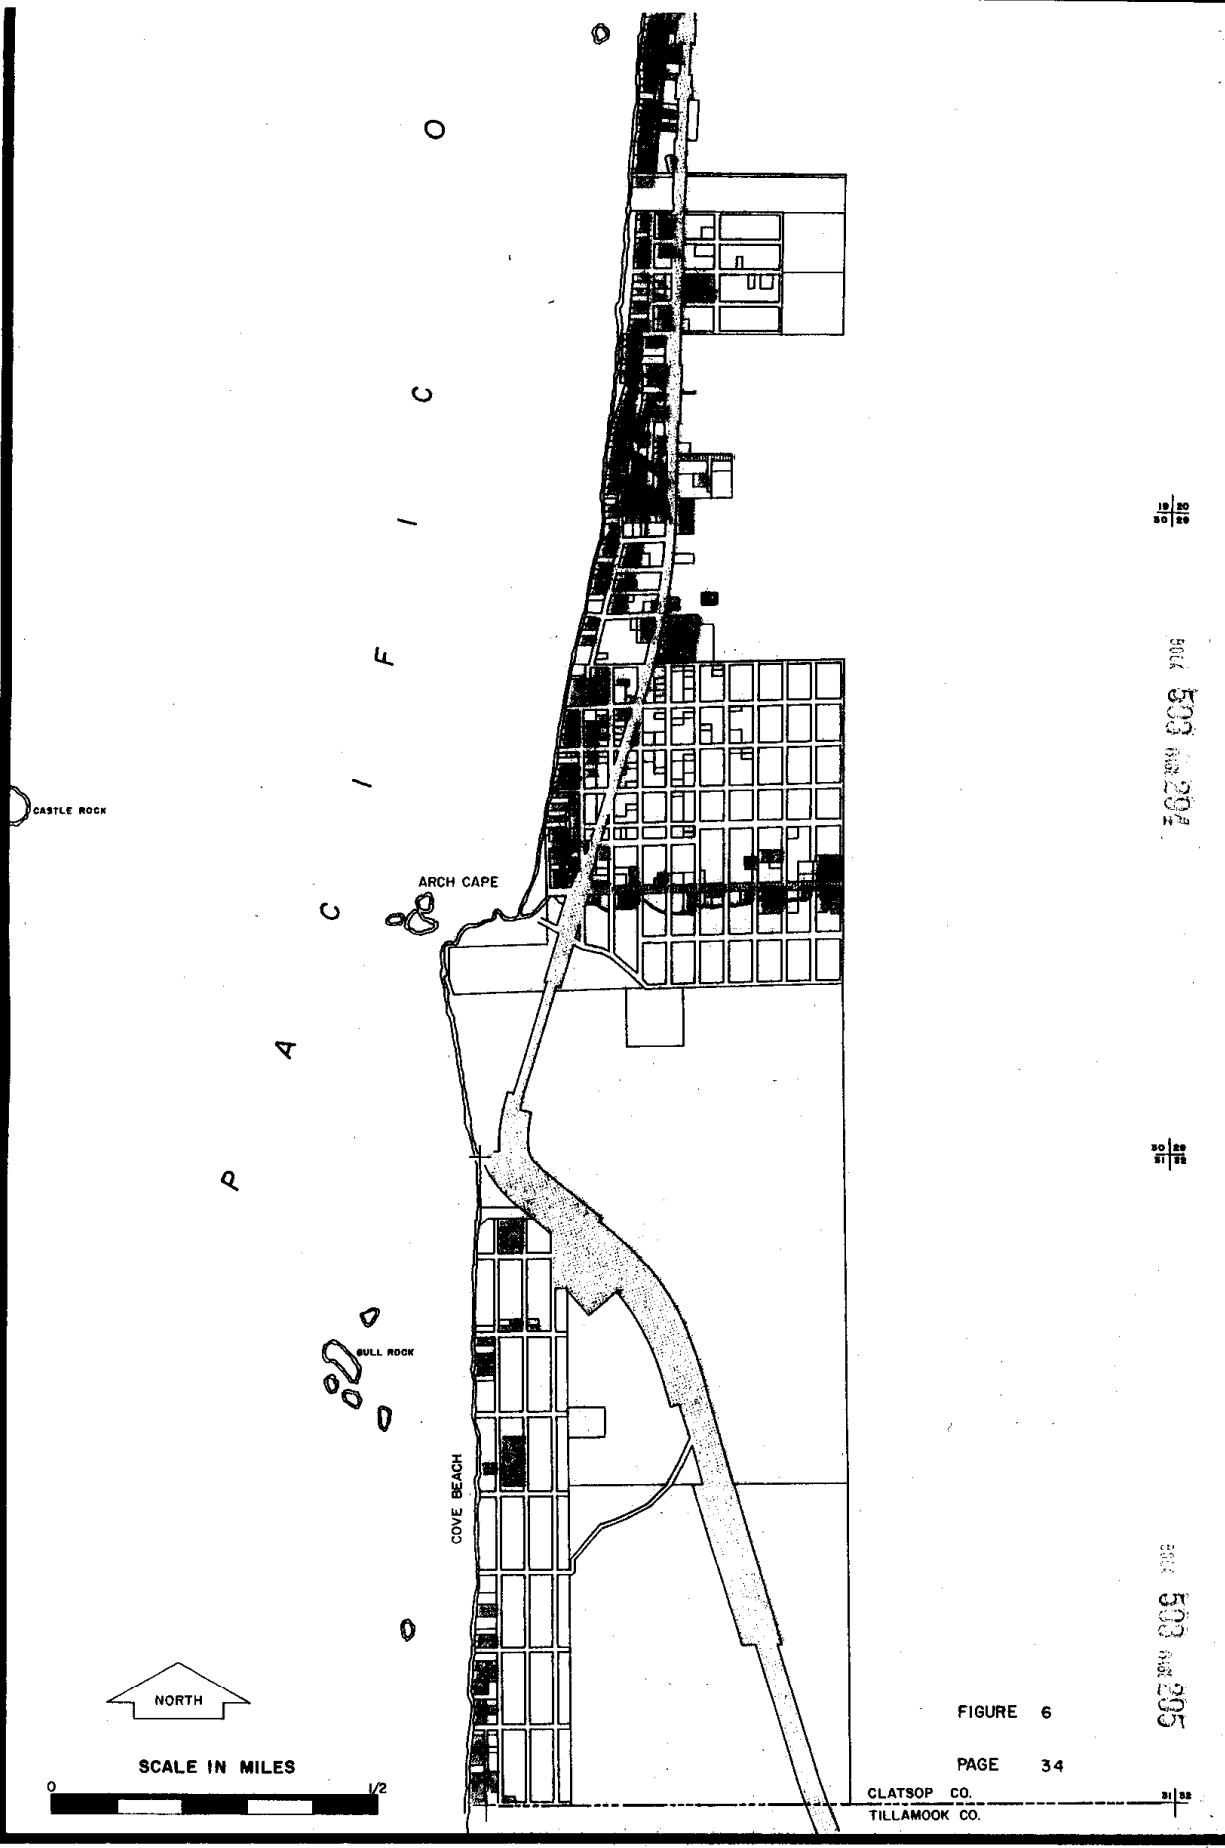 O
C
I
F
I
C
A
P
CASTLE ROCK
ARCH CAPE
BULL ROCK
COVE BEACH
19 20
30 29
BOOK 503 PAGE 294
30 29
31 32
BOOK 503 PAGE 295
NORTH
SCALE IN MILES
0 1/2
FIGURE 6
PAGE 34
CLATSOP CO.
TILLAMOOK CO.
31 32